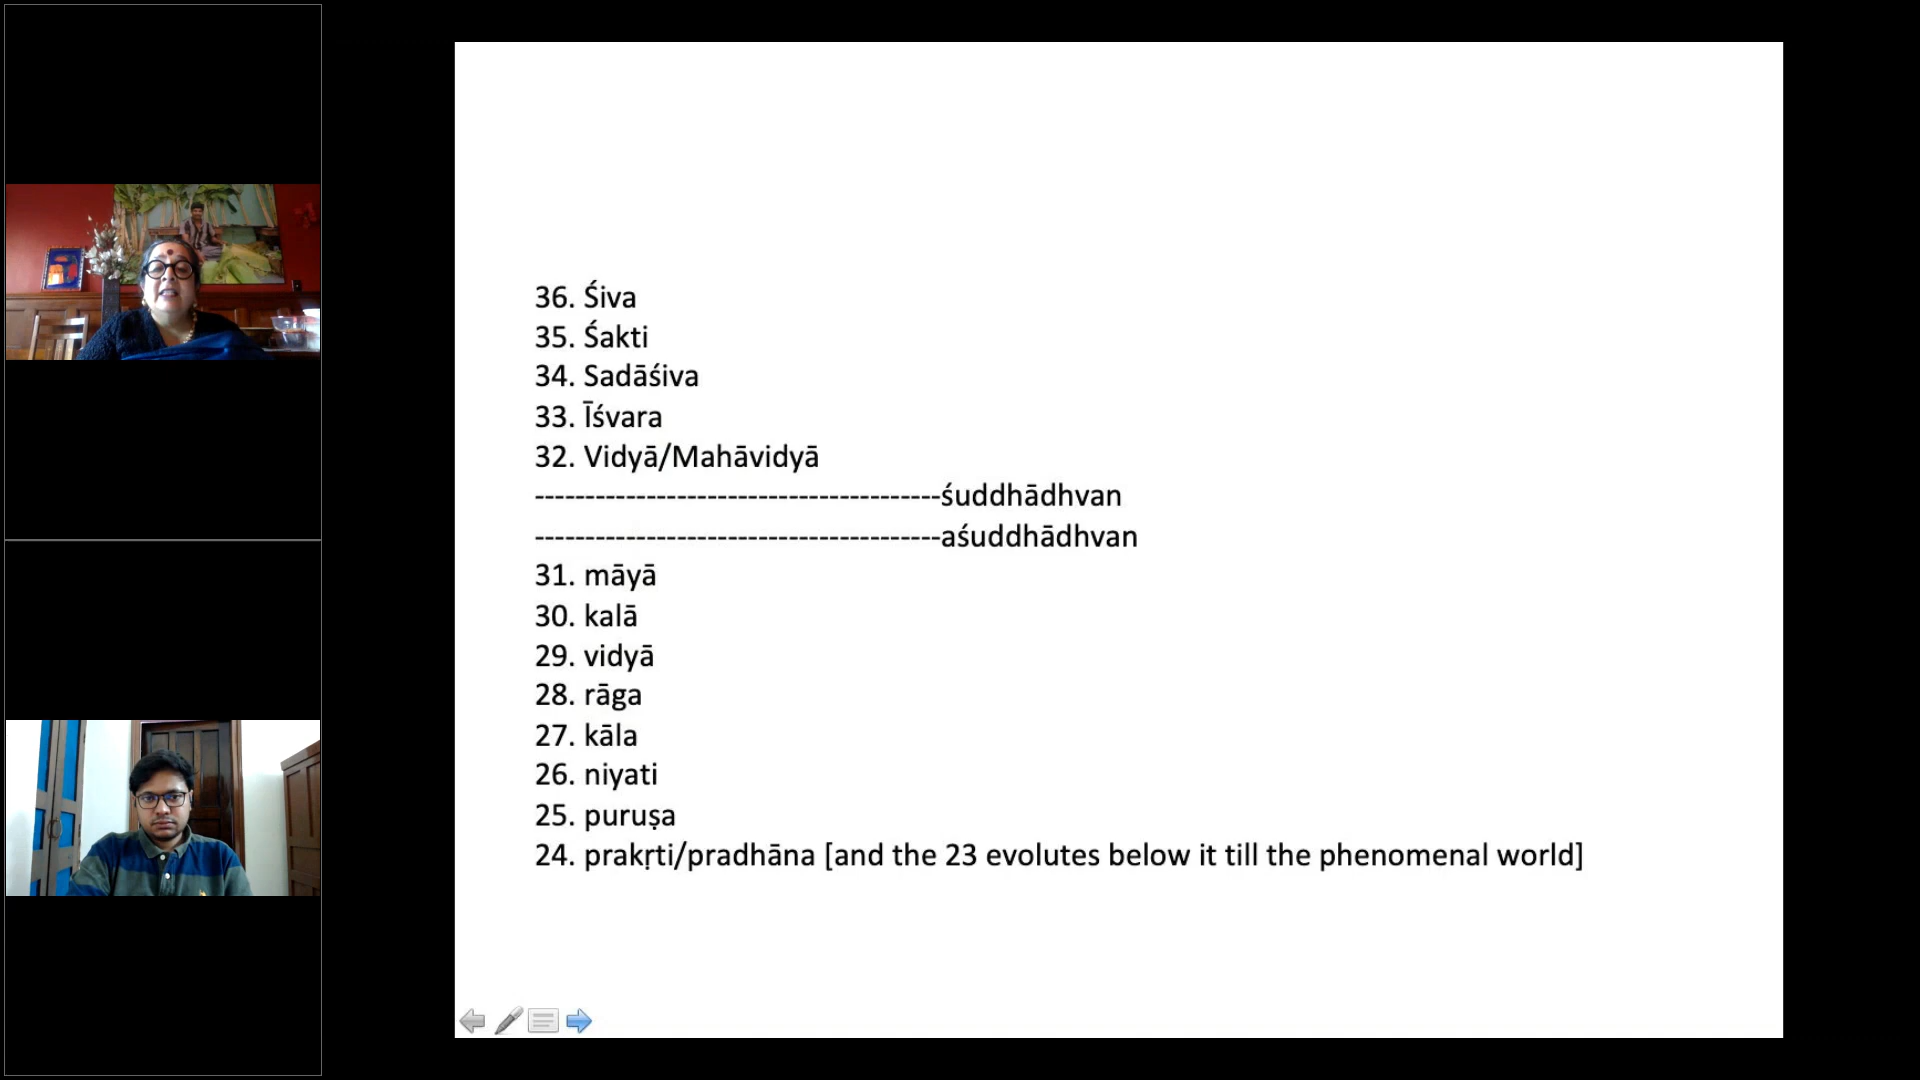 36. Śiva
35. Śakti
34. Sadāśiva
33. Īśvara
32. Vidyā/Mahāvidyā
----------------------------------------śuddhādhvan
----------------------------------------aśuddhādhvan
31. māyā
30. kalā
29. vidyā
28. rāga
27. kāla
26. niyati
25. puruṣa
24. prakṛti/pradhāna [and the 23 evolutes below it till the phenomenal world]